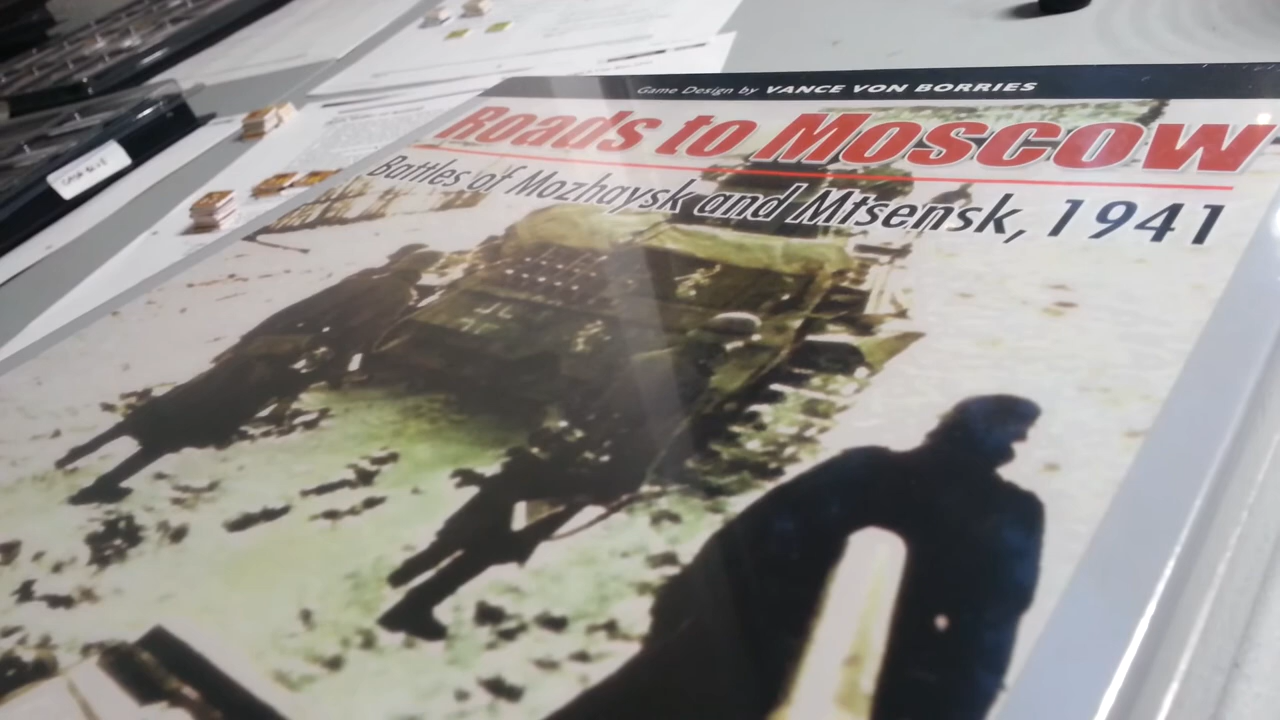 Game Design by VANCE VON BORRIES
Roads to Moscow
Battles of Mozhaysk and Mtsensk, 1941